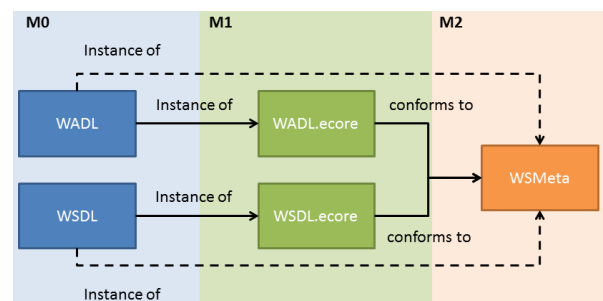 M0 M1 M2
Instance of
WADL Instance of WADL.ecore conforms to
WSMeta
WSDL Instance of WSDL.ecore
conforms to
Instance of